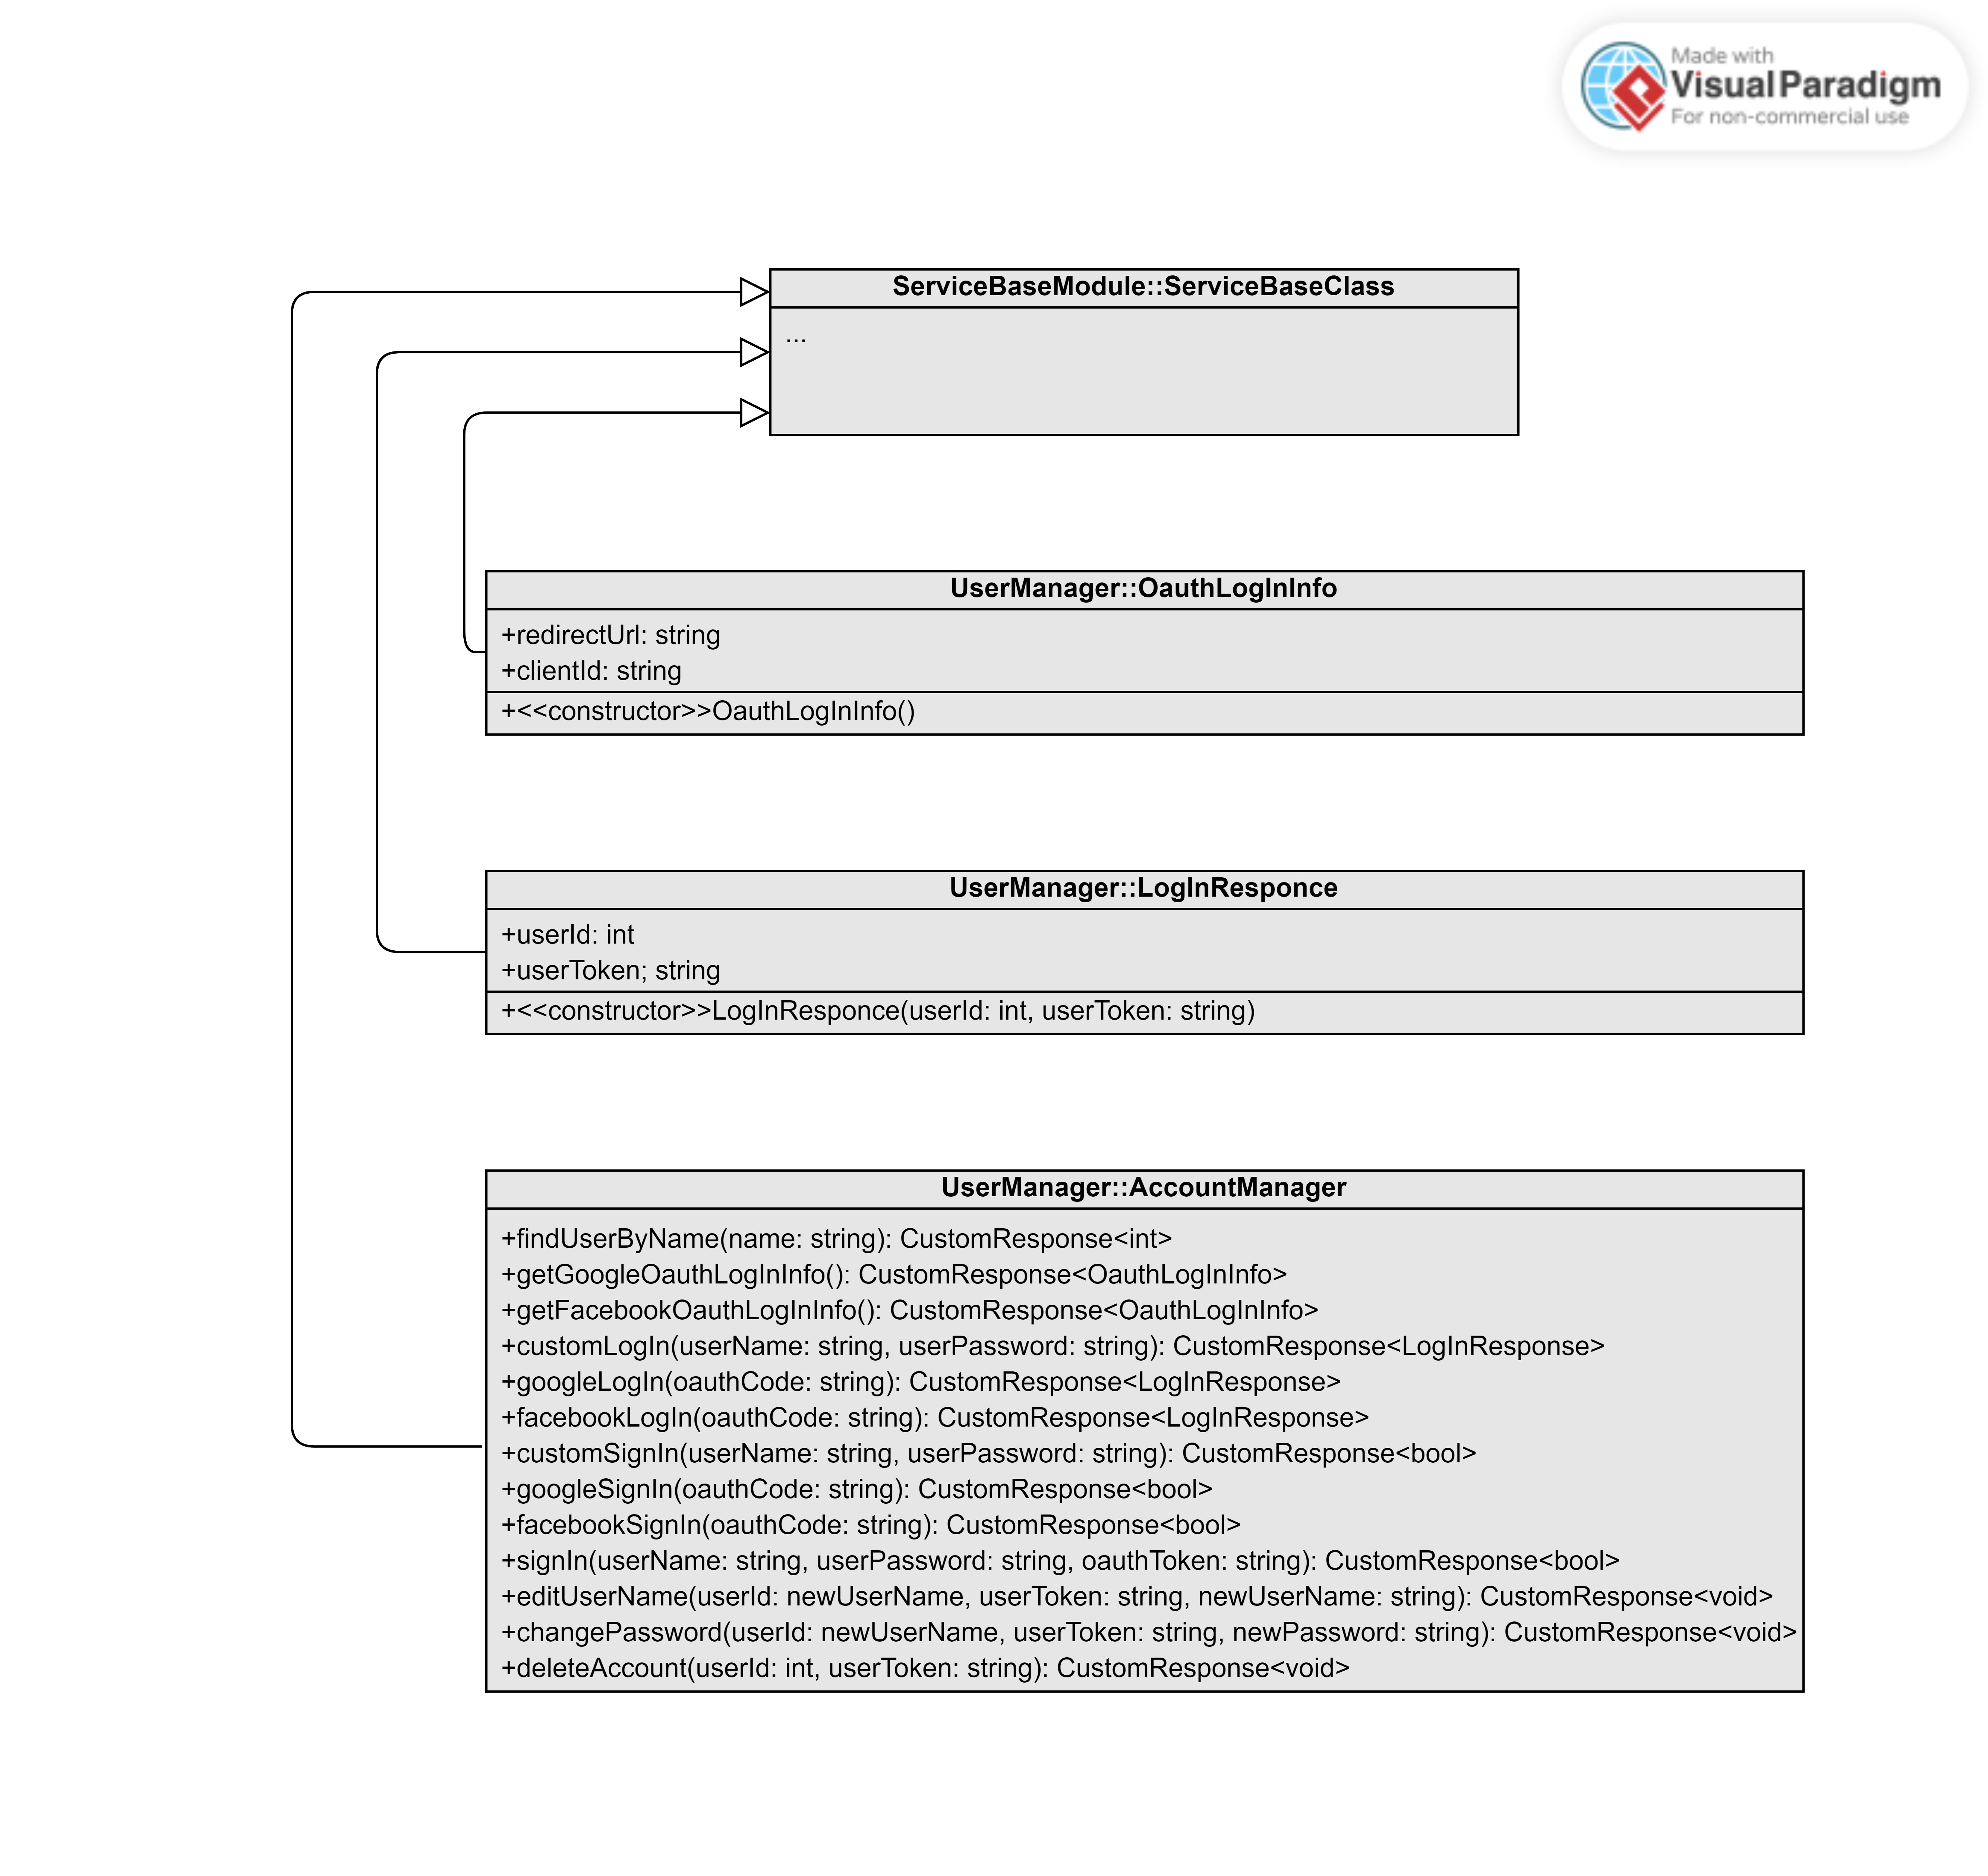 Made with
Visual Paradigm
For non-commercial use
ServiceBaseModule::ServiceBaseClass
...
UserManager::OauthLogInInfo
+redirectUrl: string
+clientId: string
+<<constructor>>OauthLogInInfo()
UserManager::LogInResponce
+userId: int
+userToken; string
+<<constructor>>LogInResponce(userId: int, userToken: string)
UserManager::AccountManager
+findUserByName(name: string): CustomResponse<int>
+getGoogleOauthLogInInfo(): CustomResponse<OauthLogInInfo>
+getFacebookOauthLogInInfo(): CustomResponse<OauthLogInInfo>
+customLogIn(userName: string, userPassword: string): CustomResponse<LogInResponse>
+googleLogIn(oauthCode: string): CustomResponse<LogInResponse>
+facebookLogIn(oauthCode: string): CustomResponse<LogInResponse>
+customSignIn(userName: string, userPassword: string): CustomResponse<bool>
+googleSignIn(oauthCode: string): CustomResponse<bool>
+facebookSignIn(oauthCode: string): CustomResponse<bool>
+signIn(userName: string, userPassword: string, oauthToken: string): CustomResponse<bool>
+editUserName(userId: newUserName, userToken: string, newUserName: string): CustomResponse<void>
+changePassword(userId: newUserName, userToken: string, newPassword: string): CustomResponse<void>
+deleteAccount(userId: int, userToken: string): CustomResponse<void>